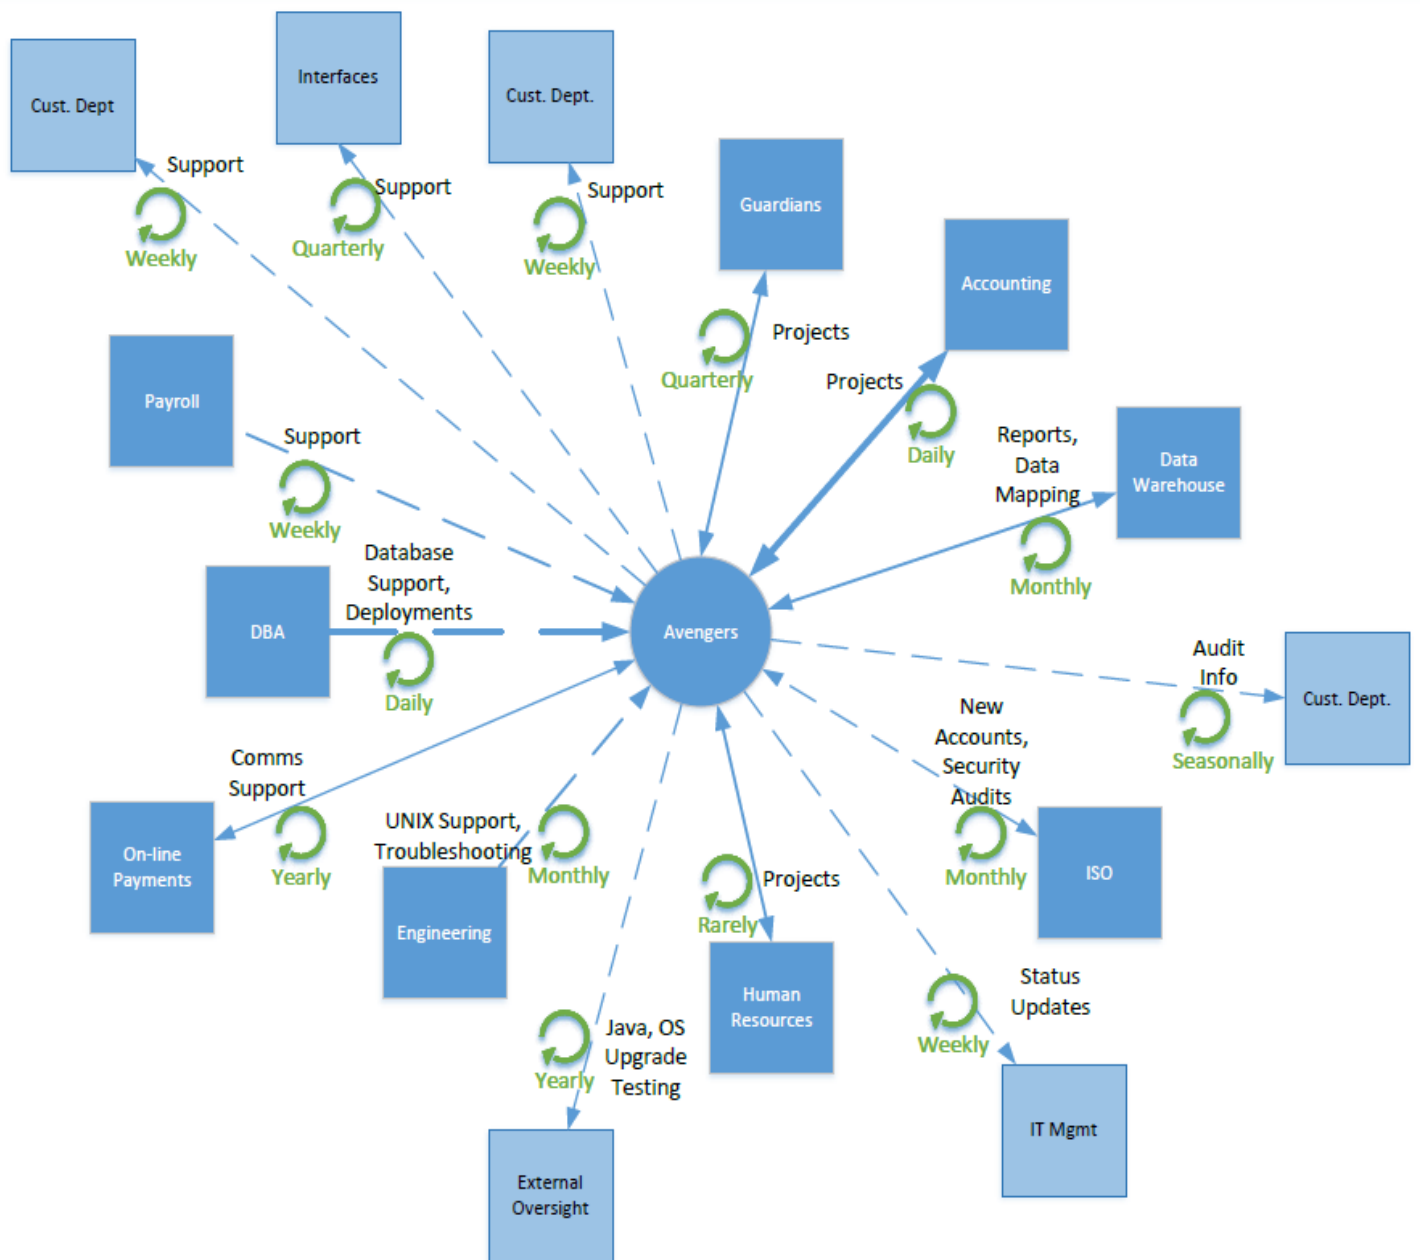 Cust. Dept
Interfaces
Cust. Dept.
Support
Weekly
Support
Quarterly
Support
Weekly
Guardians
Projects
Quarterly
Accounting
Projects
Daily
Payroll
Support
Weekly
Reports,
Data
Mapping
Monthly
Data
Warehouse
DBA
Database
Support,
Deployments
Daily
Avengers
Audit
Info
Seasonally
Cust. Dept.
Comms
Support
Yearly
On-line
Payments
UNIX Support,
Troubleshooting
Monthly
Engineering
New
Accounts,
Security
Audits
Monthly
ISO
Projects
Rarely
Human
Resources
Status
Updates
Weekly
IT Mgmt
Java, OS
Upgrade
Testing
Yearly
External
Oversight